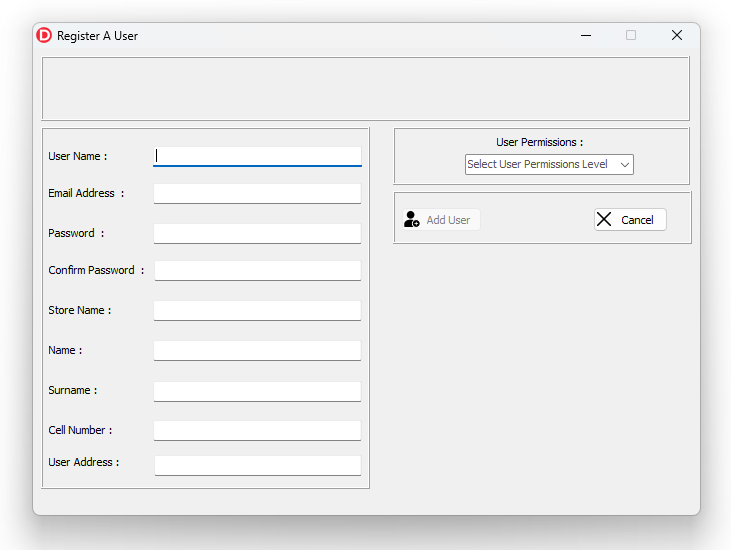 D Register A User
User Name :
Email Address :
Password :
Confirm Password :
Store Name :
Name :
Surname :
Cell Number :
User Address :
User Permissions :
Select User Permissions Level
Add User
Cancel